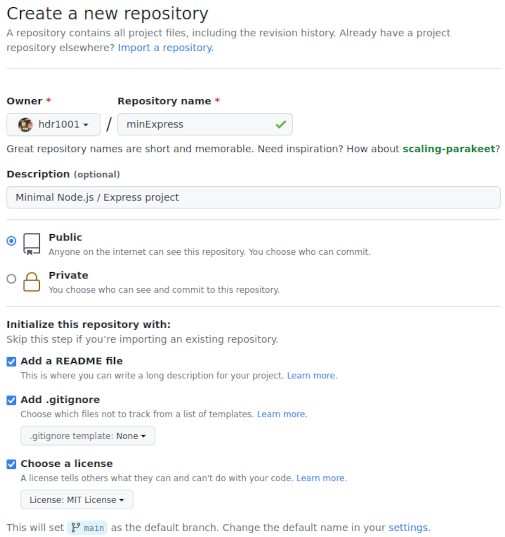 Create a new repository
A repository contains all project files, including the revision history. Already have a project
repository elsewhere? Import a repository.
Owner *
Repository name *
hdr1001
/
minExpress
Great repository names are short and memorable. Need inspiration? How about scaling-parakeet?
Description (optional)
Minimal Node.js / Express project
Public
Anyone on the internet can see this repository. You choose who can commit.
Private
You choose who can see and commit to this repository.
Initialize this repository with:
Skip this step if you're importing an existing repository.
Add a README file
This is where you can write a long description for your project. Learn more.
Add .gitignore
Choose which files not to track from a list of templates. Learn more.
.gitignore template: None
Choose a license
A license tells others what they can and can't do with your code. Learn more.
License: MIT License
This will set main as the default branch. Change the default name in your settings.